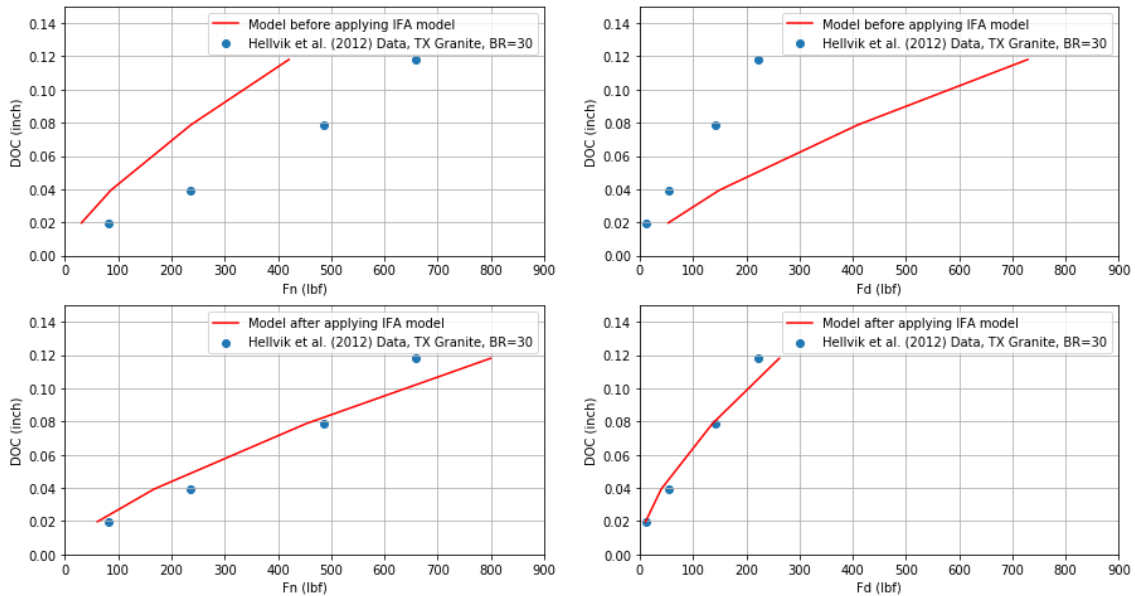 Model before applying IFA model
Hellvik et al. (2012) Data, TX Granite, BR=30
0.14
0.12
0.10
0.08
0.06
0.04
0.02
0.00
DOC (inch)
0 100 200 300 400 500 600 700 800 900
Fn (lbf)
Model before applying IFA model
Hellvik et al. (2012) Data, TX Granite, BR=30
0.14
0.12
0.10
0.08
0.06
0.04
0.02
0.00
DOC (inch)
0 100 200 300 400 500 600 700 800 900
Fd (lbf)
Model after applying IFA model
Hellvik et al. (2012) Data, TX Granite, BR=30
0.14
0.12
0.10
0.08
0.06
0.04
0.02
0.00
DOC (inch)
0 100 200 300 400 500 600 700 800 900
Fn (lbf)
Model after applying IFA model
Hellvik et al. (2012) Data, TX Granite, BR=30
0.14
0.12
0.10
0.08
0.06
0.04
0.02
0.00
DOC (inch)
0 100 200 300 400 500 600 700 800 900
Fd (lbf)